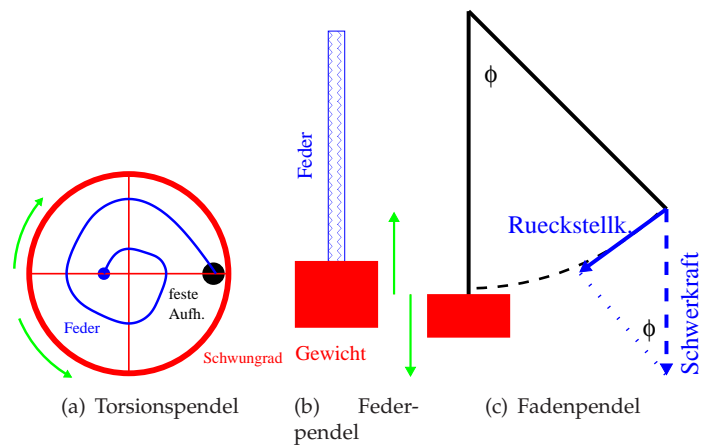 feste
Aufh.
Feder
Schwungrad
(a) Torsionspendel
Feder
Gewicht
(b) Feder-
pendel
ϕ
Rueckstellk.
Schwerkraft
ϕ
(c) Fadenpendel